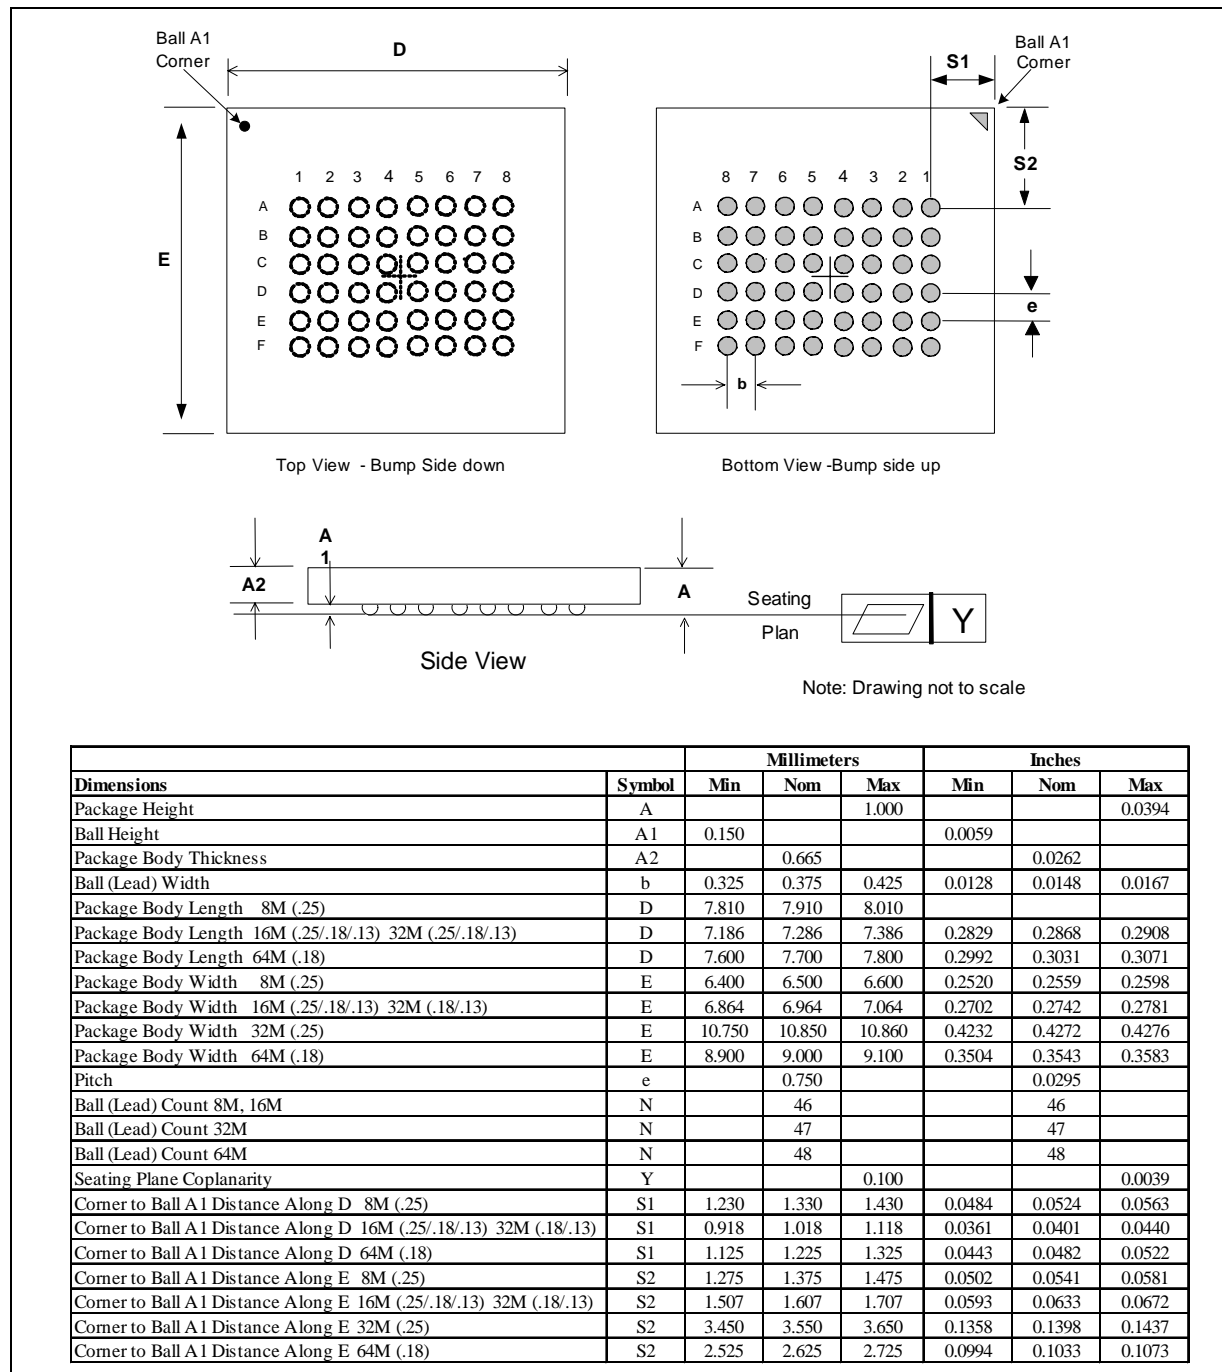 Ball A1
Corner
D
S1
Ball A1
Corner
S2
1 2 3 4 5 6 7 8
8 7 6 5 4 3 2 1
A
B
C
D
E
F
E
A
B
C
D
E
F
e
b
Top View - Bump Side down
Bottom View -Bump side up
A
1
A2
A
Seating
Plan
Y
Side View
Note: Drawing not to scale
Millimeters Inches
Dimensions Symbol Min Nom Max Min Nom Max
Package Height A 1.000 0.0394
Ball Height A1 0.150 0.0059
Package Body Thickness A2 0.665 0.0262
Ball (Lead) Width b 0.325 0.375 0.425 0.0128 0.0148 0.0167
Package Body Length 8M (.25) D 7.810 7.910 8.010
Package Body Length 16M (.25/.18/.13) 32M (.25/.18/.13) D 7.186 7.286 7.386 0.2829 0.2868 0.2908
Package Body Length 64M (.18) D 7.600 7.700 7.800 0.2992 0.3031 0.3071
Package Body Width 8M (.25) E 6.400 6.500 6.600 0.2520 0.2559 0.2598
Package Body Width 16M (.25/.18/.13) 32M (.18/.13) E 6.864 6.964 7.064 0.2702 0.2742 0.2781
Package Body Width 32M (.25) E 10.750 10.850 10.860 0.4232 0.4272 0.4276
Package Body Width 64M (.18) E 8.900 9.000 9.100 0.3504 0.3543 0.3583
Pitch e 0.750 0.0295
Ball (Lead) Count 8M, 16M N 46 46
Ball (Lead) Count 32M N 47 47
Ball (Lead) Count 64M N 48 48
Seating Plane Coplanarity Y 0.100 0.0039
Corner to Ball A1 Distance Along D 8M (.25) S1 1.230 1.330 1.430 0.0484 0.0524 0.0563
Corner to Ball A1 Distance Along D 16M (.25/.18/.13) 32M (.18/.13) S1 0.918 1.018 1.118 0.0361 0.0401 0.0440
Corner to Ball A1 Distance Along D 64M (.18) S1 1.125 1.225 1.325 0.0443 0.0482 0.0522
Corner to Ball A1 Distance Along E 8M (.25) S2 1.275 1.375 1.475 0.0502 0.0541 0.0581
Corner to Ball A1 Distance Along E 16M (.25/.18/.13) 32M (.18/.13) S2 1.507 1.607 1.707 0.0593 0.0633 0.0672
Corner to Ball A1 Distance Along E 32M (.25) S2 3.450 3.550 3.650 0.1358 0.1398 0.1437
Corner to Ball A1 Distance Along E 64M (.18) S2 2.525 2.625 2.725 0.0994 0.1033 0.1073